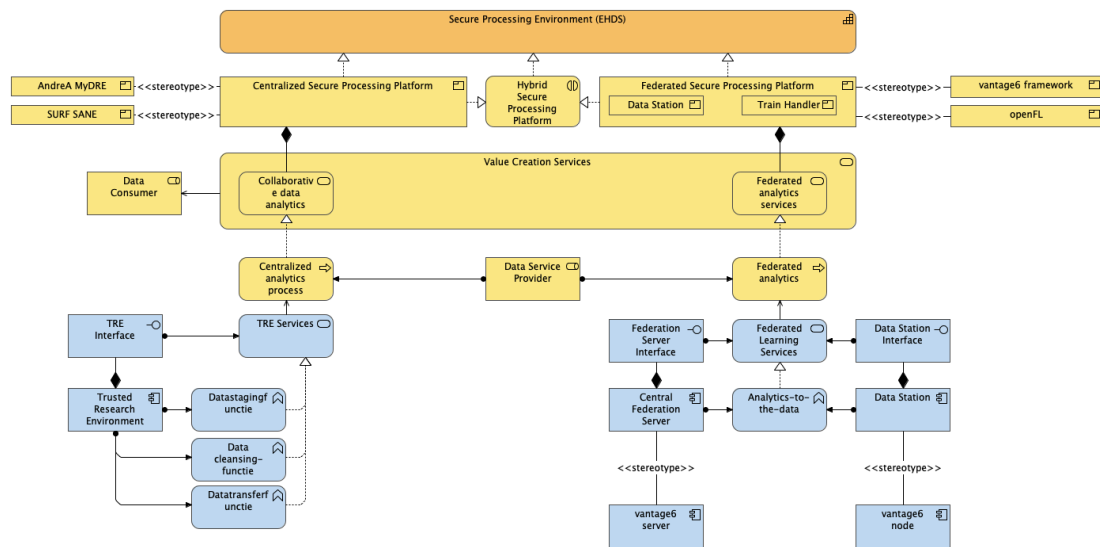 Secure Processing Environment (EHDS)
AndreA MyDRE
<<stereotype>>
Centralized Secure Processing Platform
Hybrid
Secure
Processing
Platform
Federated Secure Processing Platform
<<stereotype>>
vantage6 framework
Data Station
Train Handler
SURF SANE
<<stereotype>>
<<stereotype>>
openFL
Value Creation Services
Data
Consumer
Collaborativ
e data
analytics
Federated
analytics
services
Centralized
analytics
process
Data Service
Provider
Federated
analytics
TRE
Interface
TRE Services
Federation
Server
Interface
Federated
Learning
Services
Data Station
Interface
Trusted
Research
Environment
Datastagingf
unctie
Central
Federation
Server
Analytics-to-
the-data
Data Station
Data
cleansing-
functie
<<stereotype>>
<<stereotype>>
Datatransferf
unctie
vantage6
server
vantage6
node